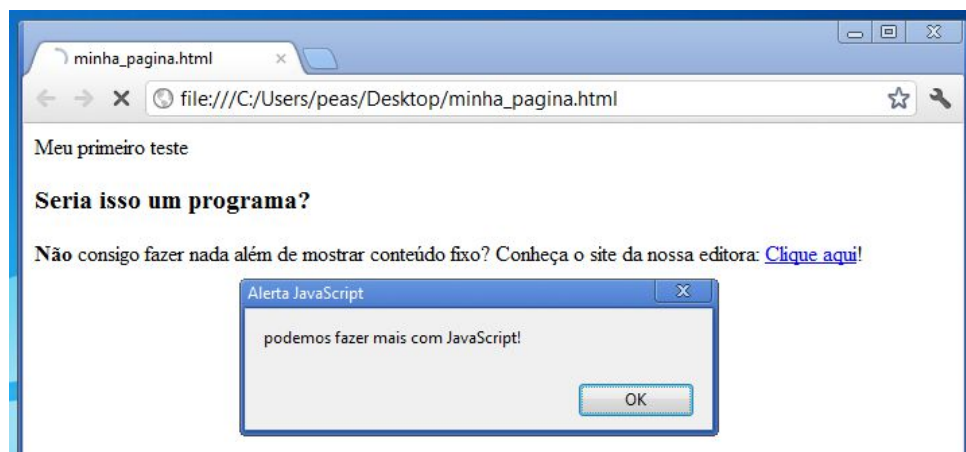 minha_pagina.html
file:///C:/Users/peas/Desktop/minha_pagina.html
Meu primeiro teste
Seria isso um programa?
Não consigo fazer nada além de mostrar conteúdo fixo? Conheça o site da nossa editora: Clique aqui!
Alerta JavaScript
podemos fazer mais com JavaScript!
OK